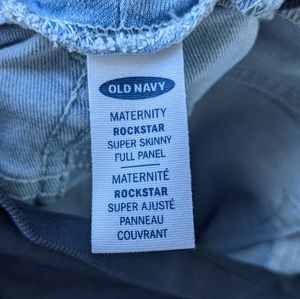 OLD NAVY
MATERNITY
ROCKSTAR
SUPER SKINNY
FULL PANEL
MATERNITÉ
ROCKSTAR
SUPER AJUSTÉ
PANNEAU
COUVRANT